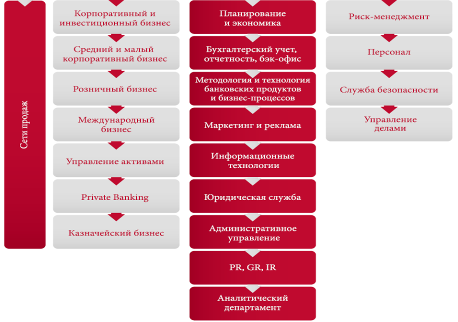 Сети продаж
Корпоративный и
инвестиционный бизнес
Средний и малый
корпоративный бизнес
Розничный бизнес
Международный
бизнес
Управление активами
Private Banking
Казначейский бизнес
Планирование
и экономика
Бухгалтерский учет,
отчетность, бэк-офис
Методология и технология
банковских продуктов
и бизнес-процессов
Маркетинг и реклама
Информационные
технологии
Юридическая служба
Административное
управление
PR, GR, IR
Аналитический
департамент
Риск-менеджмент
Персонал
Служба безопасности
Управление
делами